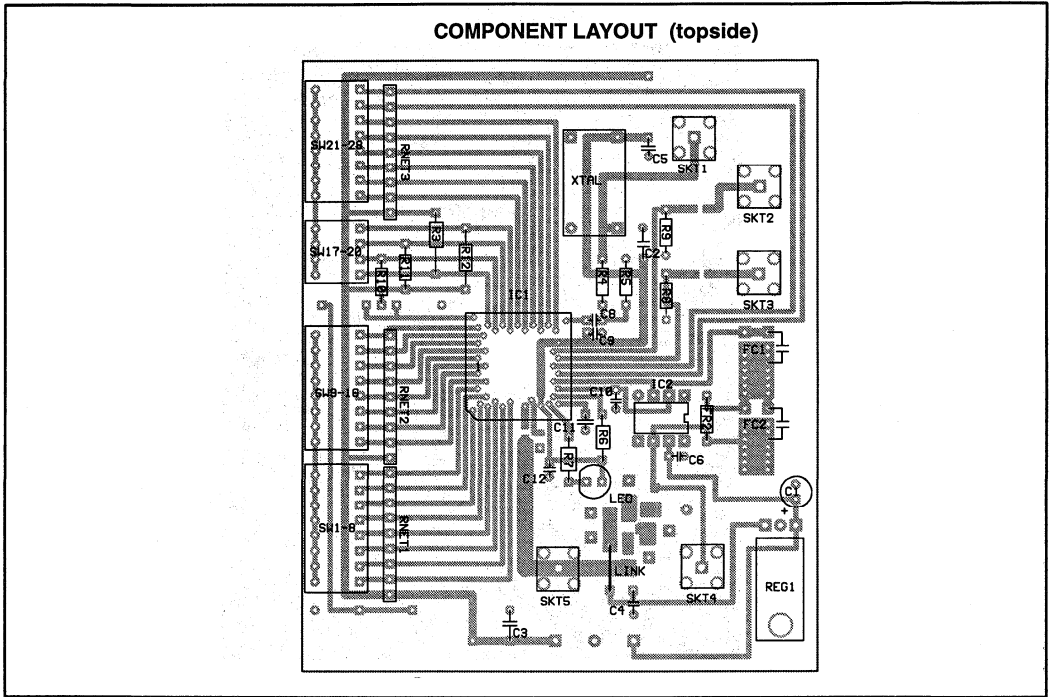 COMPONENT LAYOUT (topside)
SW21-28
RNET3
XTAL
C5
SKT1
SKT2
R3
R12
R9
C2
SW17-20
R11
R10
R4
R5
R8
SKT3
IC1
C8
C9
FC1
SW9-16
RNET2
1
C10
IC2
R2
FC2
C11
R6
R7
C6
C12
LED
C1
+
SW1-8
RNET1
LINK
SKT5
SKT4
REG1
C4
C3